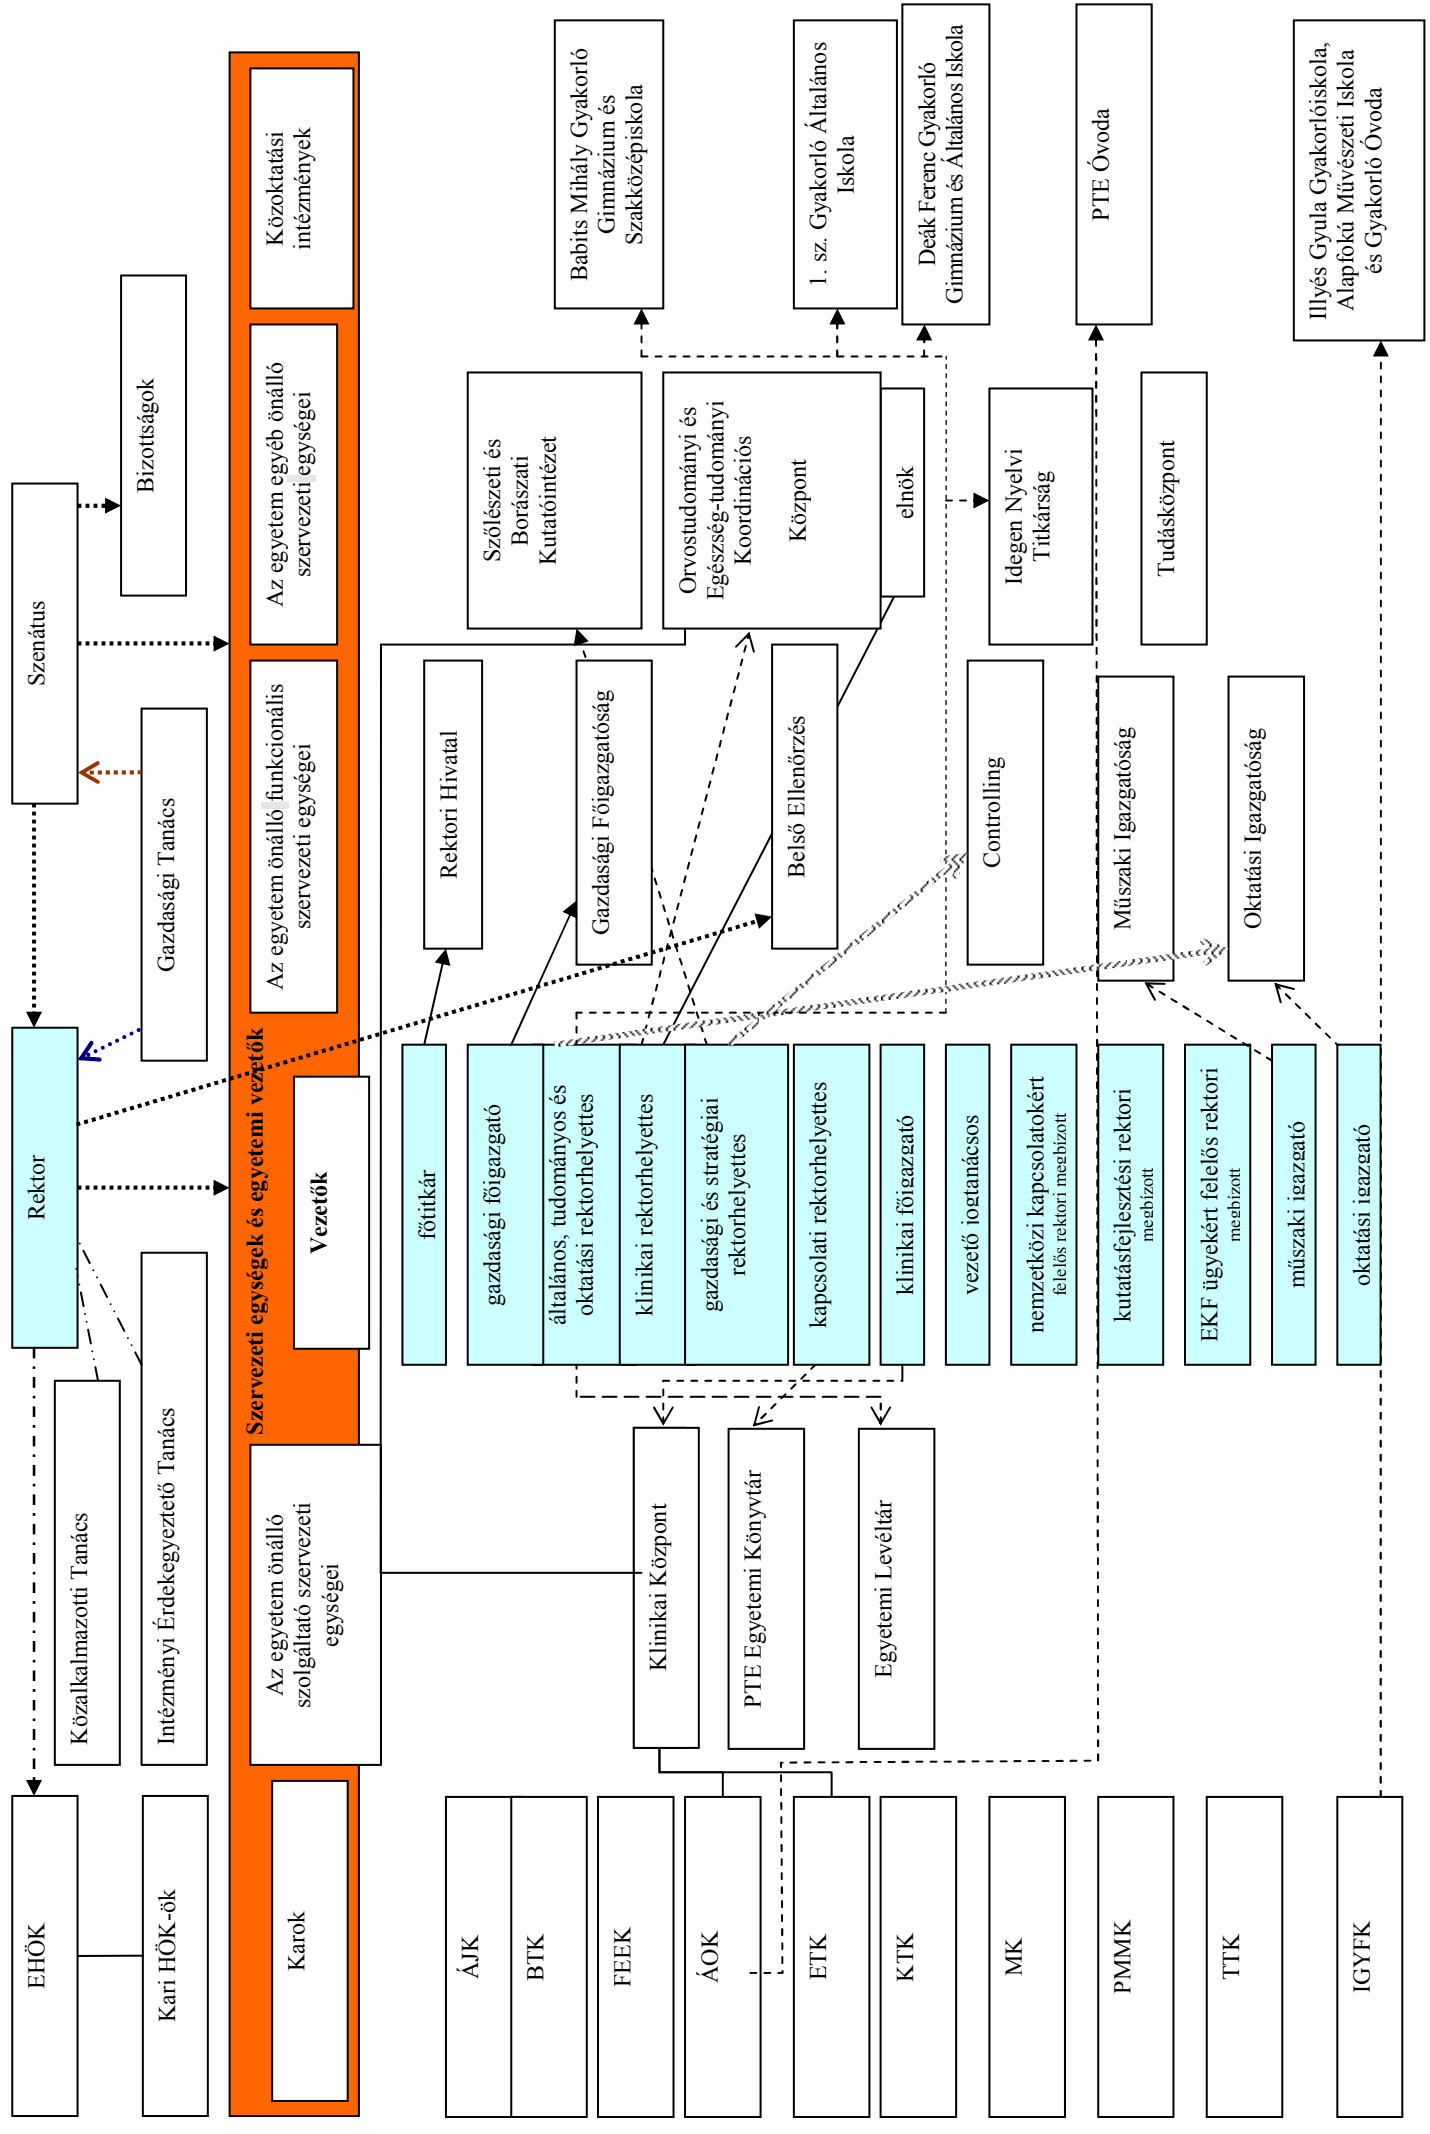 EHÖK
Rektor
Szenátus
Közalkalmazotti Tanács
Kari HÖK-ök
Intézményi Érdekegyeztető Tanács
Gazdasági Tanács
Bizottságok
Szervezeti egységek és egyetemi vezetők
Karok
Az egyetem önálló
szolgáltató szervezeti
egységei
Vezetők
Az egyetem önálló funkcionális
szervezeti egységei
Az egyetem egyéb önálló
szervezeti egységei
Közoktatási
intézmények
ÁJK
BTK
FEEK
ÁOK
ETK
KTK
MK
PMMK
TTK
IGYFK
Klinikai Központ
PTE Egyetemi Könyvtár
Egyetemi Levéltár
főtitkár
gazdasági főigazgató
általános, tudományos és
oktatási rektorhelyettes
klinikai rektorhelyettes
gazdasági és stratégiai
rektorhelyettes
kapcsolati rektorhelyettes
klinikai főigazgató
vezető jogtanácsos
nemzetközi kapcsolatokért
felelős rektori megbízott
kutatásfejlesztési rektori
megbízott
EKF ügyekért felelős rektori
megbízott
műszaki igazgató
oktatási igazgató
Rektori Hivatal
Gazdasági Főigazgatóság
Belső Ellenőrzés
Controlling
Műszaki Igazgatóság
Oktatási Igazgatóság
Szőlészeti és
Borászati
Kutatóintézet
Orvostudományi és
Egészség-tudományi
Koordinációs
Központ
elnök
Idegen Nyelvi
Titkárság
Tudásközpont
Babits Mihály Gyakorló
Gimnázium és
Szakközépiskola
1. sz. Gyakorló Általános
Iskola
Deák Ferenc Gyakorló
Gimnázium és Általános Iskola
PTE Óvoda
Illyés Gyula Gyakorlóiskola,
Alapfokú Művészeti Iskola
és Gyakorló Óvoda